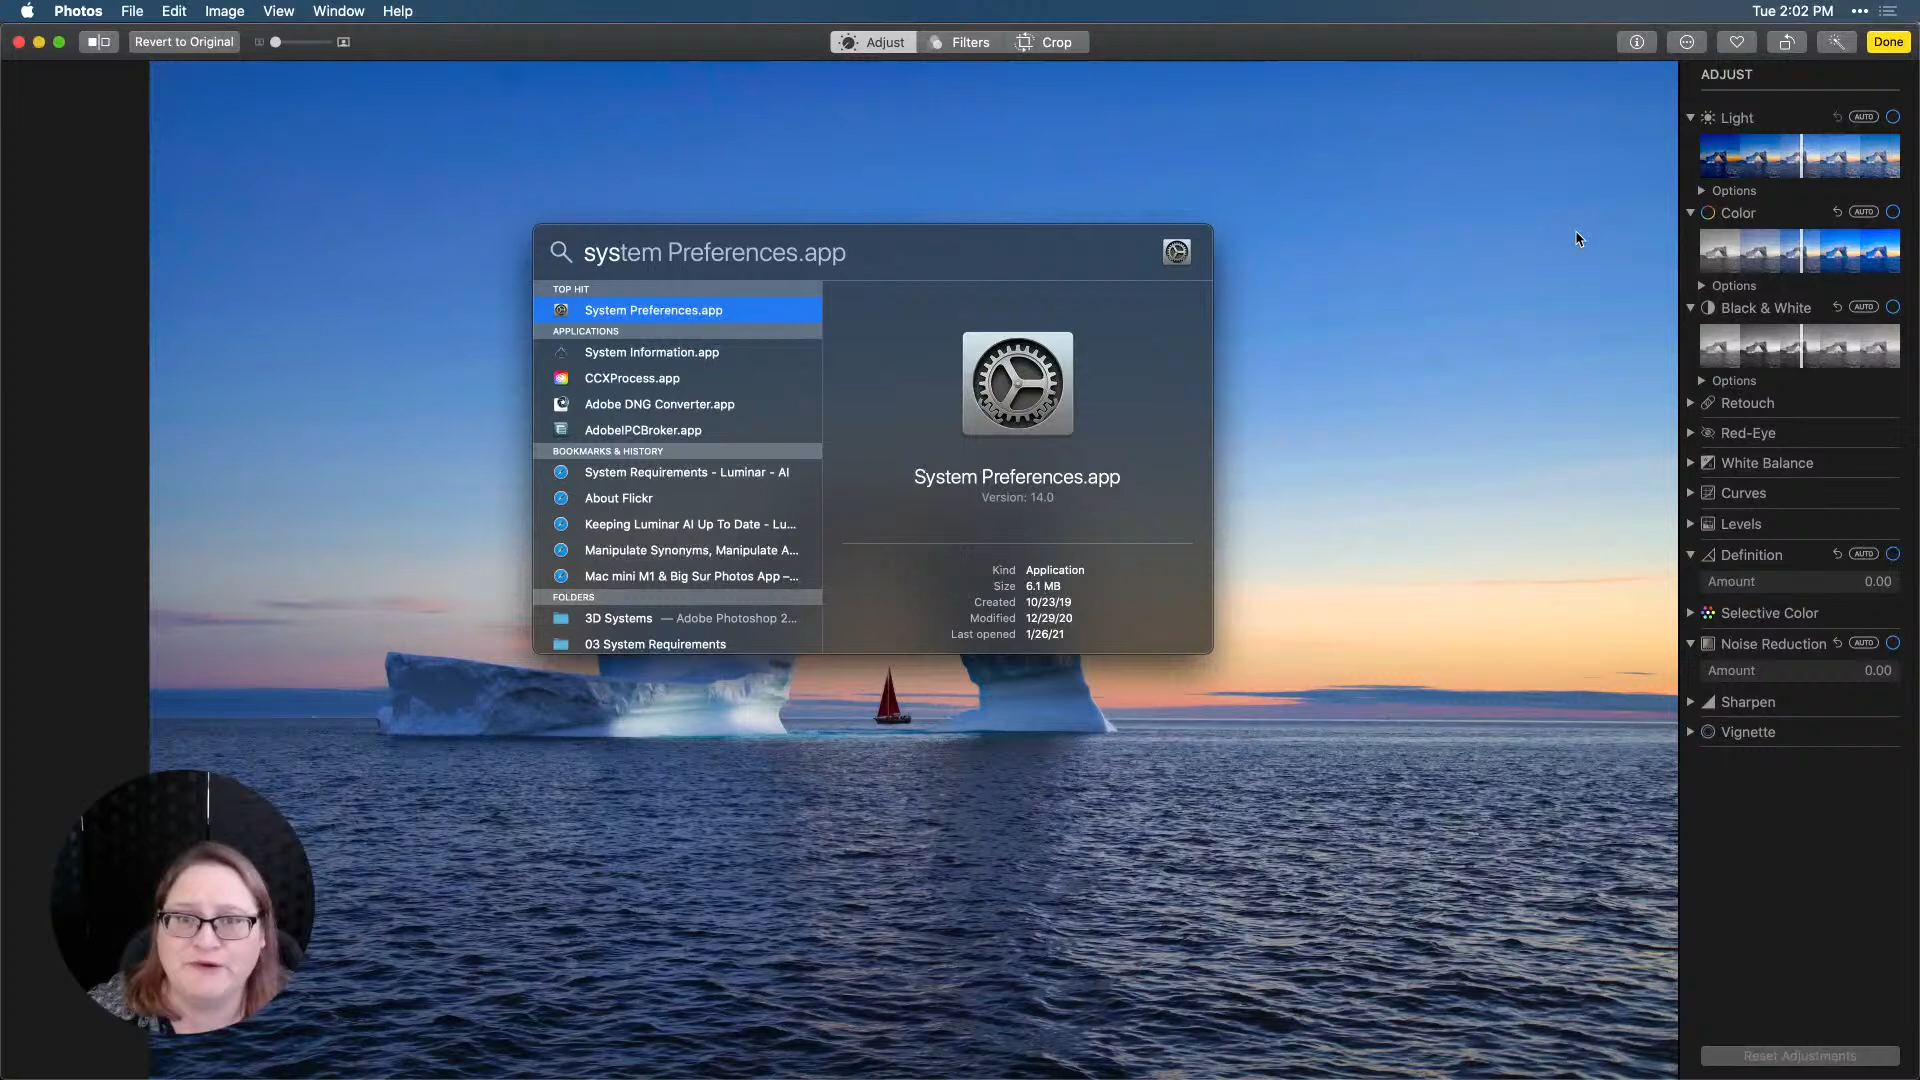 Photos File Edit Image View Window Help
Tue 2:02 PM
Revert to Original
Adjust Filters Crop
Done
system Preferences.app
TOP HIT
System Preferences.app
APPLICATIONS
System Information.app
CCXProcess.app
Adobe DNG Converter.app
AdobeIPCBroker.app
BOOKMARKS & HISTORY
System Requirements - Luminar - AI
About Flickr
Keeping Luminar AI Up To Date - Lu...
Manipulate Synonyms, Manipulate A...
Mac mini M1 & Big Sur Photos App –...
FOLDERS
3D Systems — Adobe Photoshop 2...
03 System Requirements
System Preferences.app
Version: 14.0
Kind Application
Size 6.1 MB
Created 10/23/19
Modified 12/29/20
Last opened 1/26/21
ADJUST
Light AUTO
Options
Color AUTO
Options
Black & White AUTO
Options
Retouch
Red-Eye
White Balance
Curves
Levels
Definition AUTO
Amount 0.00
Selective Color
Noise Reduction AUTO
Amount 0.00
Sharpen
Vignette
Reset Adjustments